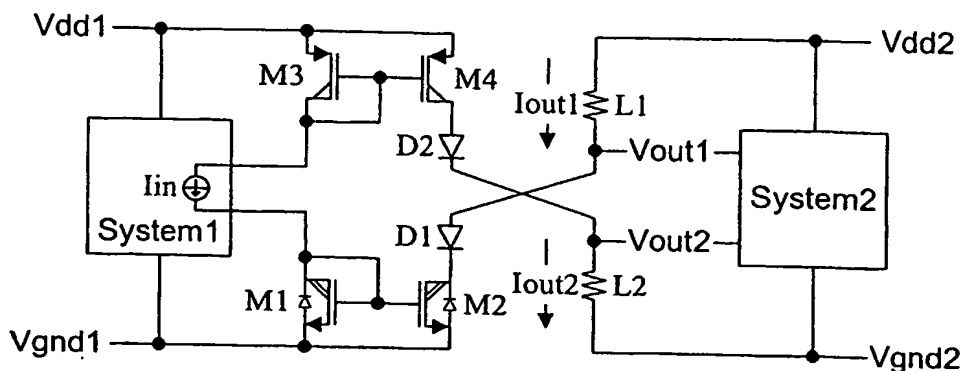 Vdd1
Vdd2
M3
M4
Iout1
L1
D2
Vout1
Iin
System1
System2
Vout2
D1
Iout2
L2
M1
M2
Vgnd1
Vgnd2